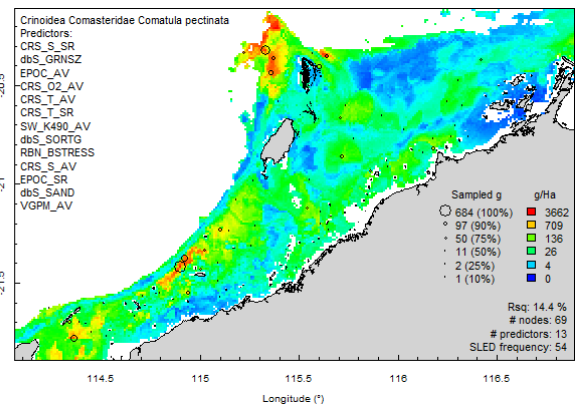 Crinoidea Comasteridae Comatula pectinata
Predictors:
CRS_S_SR
dbS_GRNSZ
EPOC_AV
CRS_O2_AV
CRS_T_AV
CRS_T_SR
SW_K490_AV
dbS_SORTG
RBN_BSTRESS
CRS_S_AV
EPOC_SR
dbS_SAND
VGPM_AV
-20.5
-21
-21.5
Sampled g g/Ha
684 (100%) 3662
97 (90%) 709
50 (75%) 136
11 (50%) 26
2 (25%) 4
1 (10%) 0
Rsq: 14.4 %
# nodes: 69
# predictors: 13
SLED frequency: 54
114.5 115 115.5 116 116.5
Longitude (°)